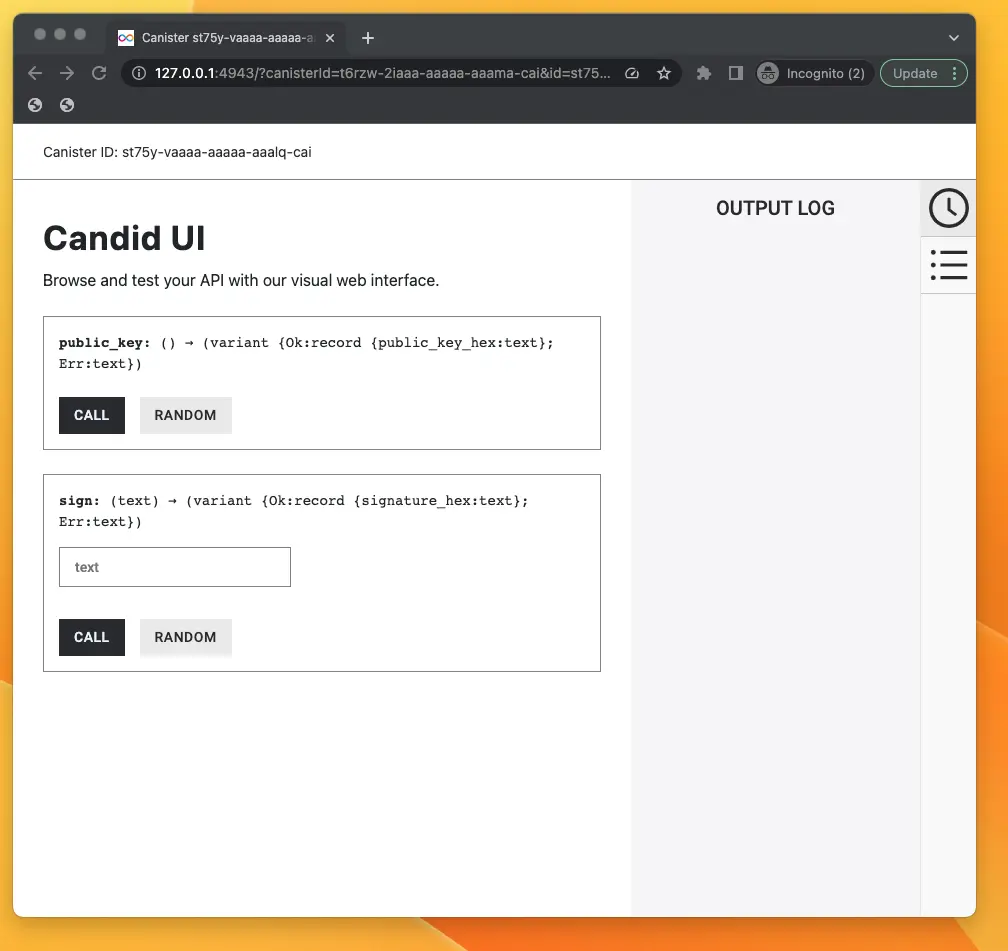 Canister st75y-vaaaa-aaaaa-a
127.0.0.1:4943/?canisterId=t6rzw-2iaaa-aaaaa-aaama-cai&id=st75...
Incognito (2)
Update
Canister ID: st75y-vaaaa-aaaaa-aaalq-cai
OUTPUT LOG
Candid UI
Browse and test your API with our visual web interface.
public_key: () → (variant {Ok:record {public_key_hex:text};
Err:text})
CALL RANDOM
sign: (text) → (variant {Ok:record {signature_hex:text};
Err:text})
text
CALL RANDOM